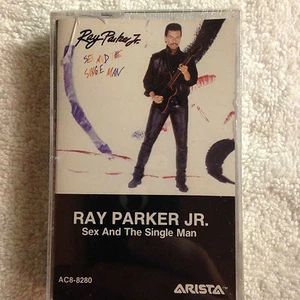 Ray Parker Jr.
SEX AND THE
SINGLE MAN
RAY PARKER JR.
Sex And The Single Man
AC8-8280
ARISTA